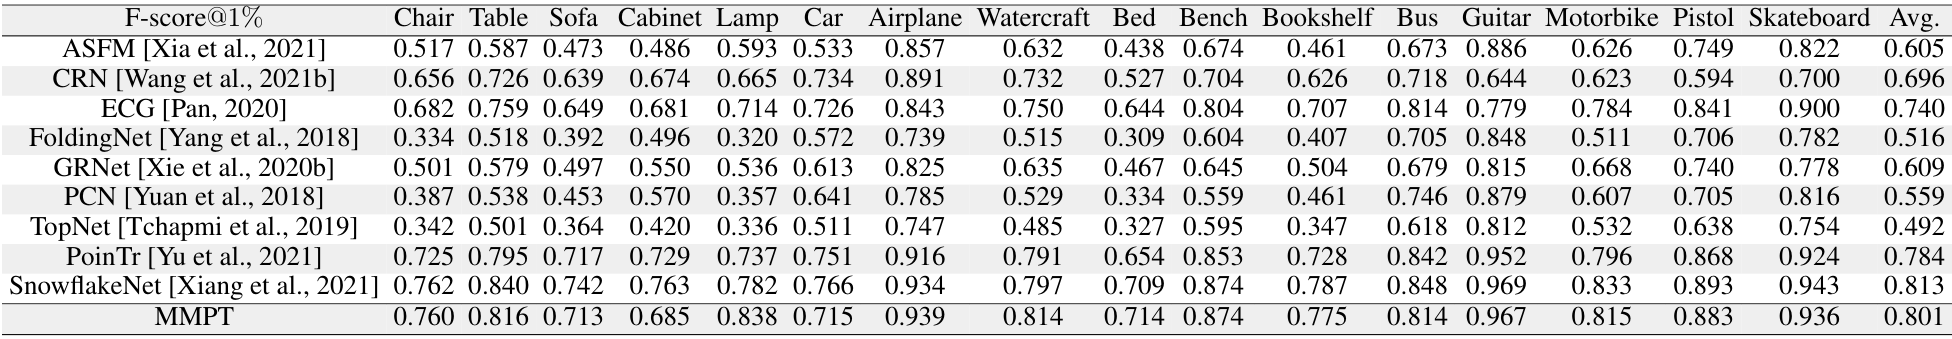 F-score@1% Chair Table Sofa Cabinet Lamp Car Airplane Watercraft Bed Bench Bookshelf Bus Guitar Motorbike Pistol Skateboard Avg.
ASFM [Xia et al., 2021] 0.517 0.587 0.473 0.486 0.593 0.533 0.857 0.632 0.438 0.674 0.461 0.673 0.886 0.626 0.749 0.822 0.605
CRN [Wang et al., 2021b] 0.656 0.726 0.639 0.674 0.665 0.734 0.891 0.732 0.527 0.704 0.626 0.718 0.644 0.623 0.594 0.700 0.696
ECG [Pan, 2020] 0.682 0.759 0.649 0.681 0.714 0.726 0.843 0.750 0.644 0.804 0.707 0.814 0.779 0.784 0.841 0.900 0.740
FoldingNet [Yang et al., 2018] 0.334 0.518 0.392 0.496 0.320 0.572 0.739 0.515 0.309 0.604 0.407 0.705 0.848 0.511 0.706 0.782 0.516
GRNet [Xie et al., 2020b] 0.501 0.579 0.497 0.550 0.536 0.613 0.825 0.635 0.467 0.645 0.504 0.679 0.815 0.668 0.740 0.778 0.609
PCN [Yuan et al., 2018] 0.387 0.538 0.453 0.570 0.357 0.641 0.785 0.529 0.334 0.559 0.461 0.746 0.879 0.607 0.705 0.816 0.559
TopNet [Tchapmi et al., 2019] 0.342 0.501 0.364 0.420 0.336 0.511 0.747 0.485 0.327 0.595 0.347 0.618 0.812 0.532 0.638 0.754 0.492
PoinTr [Yu et al., 2021] 0.725 0.795 0.717 0.729 0.737 0.751 0.916 0.791 0.654 0.853 0.728 0.842 0.952 0.796 0.868 0.924 0.784
SnowflakeNet [Xiang et al., 2021] 0.762 0.840 0.742 0.763 0.782 0.766 0.934 0.797 0.709 0.874 0.787 0.848 0.969 0.833 0.893 0.943 0.813
MMPT 0.760 0.816 0.713 0.685 0.838 0.715 0.939 0.814 0.714 0.874 0.775 0.814 0.967 0.815 0.883 0.936 0.801